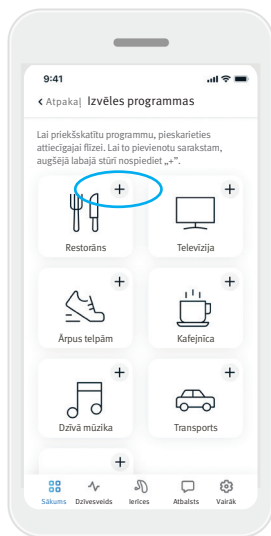 9:41
Atpakaļ Izvēles programmas
Lai priekšskatītu programmu, pieskarieties
attiecīgajai flīzei. Lai to pievienotu sarakstam,
augšējā labajā stūrī nospiediet „+”.
+ +
Restorāns Televīzija
+ +
Ārpus telpām Kafejnīca
+ +
Dzīvā mūzika Transports
+
Sākums Dzīvesveids Ierīces Atbalsts Vairāk